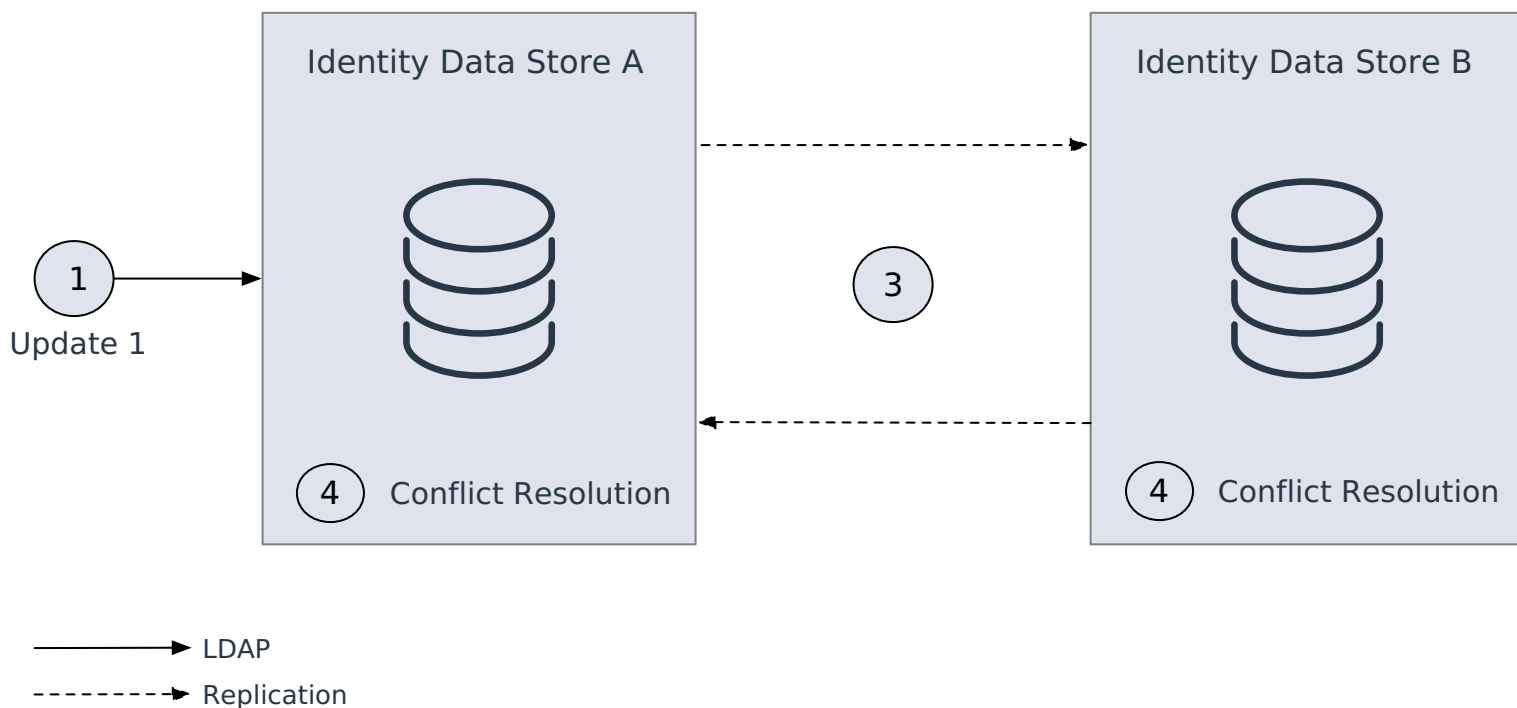 Identity Data Store A
Identity Data Store B
1
Update 1
3
4 Conflict Resolution
4 Conflict Resolution
LDAP
Replication